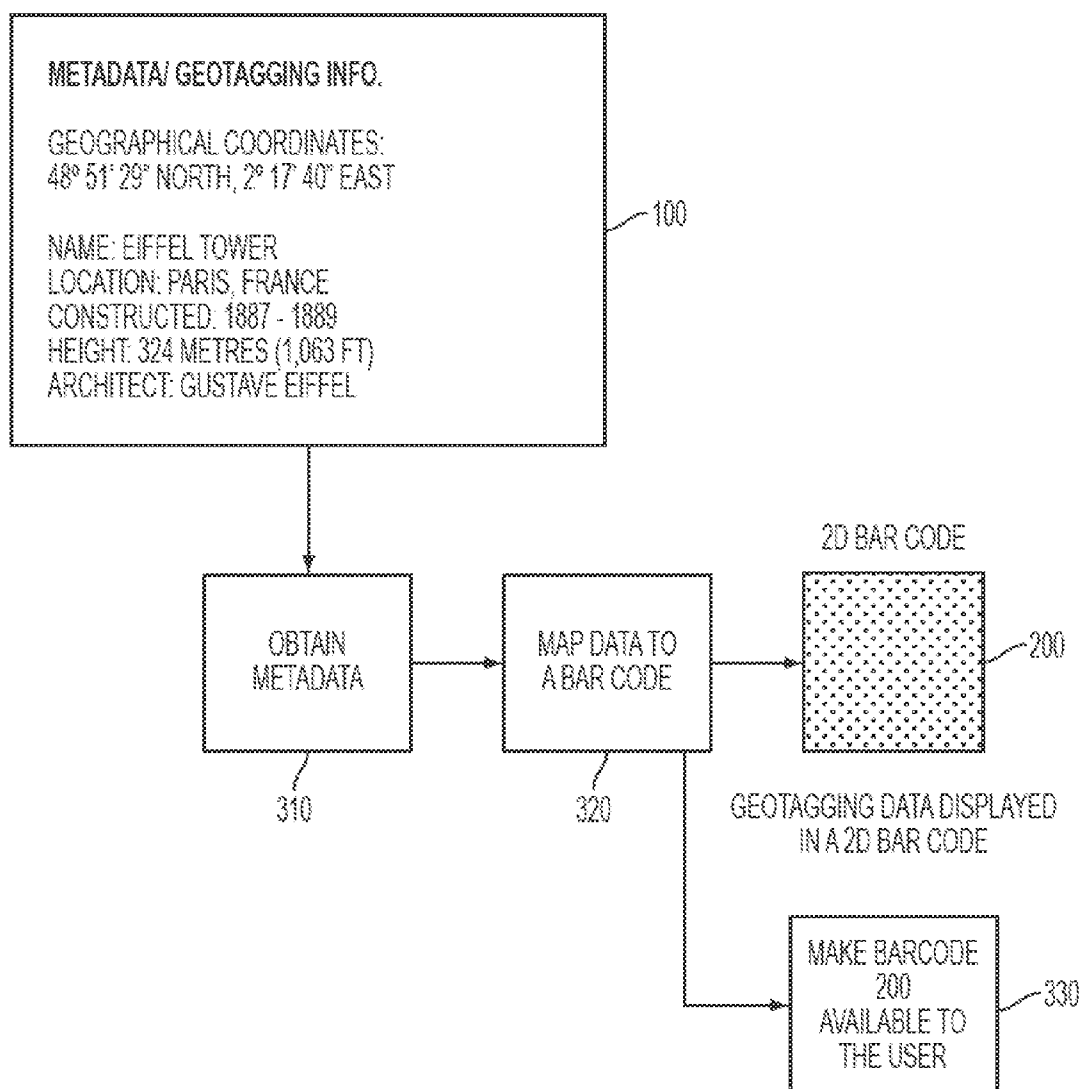 METADATA/ GEOTAGGING INFO.
GEOGRAPHICAL COORDINATES:
48º 51' 29" NORTH, 2º 17' 40" EAST
NAME: EIFFEL TOWER
LOCATION: PARIS, FRANCE
CONSTRUCTED: 1887 - 1889
HEIGHT: 324 METRES (1,063 FT)
ARCHITECT: GUSTAVE EIFFEL
100
OBTAIN
METADATA
310
MAP DATA TO
A BAR CODE
320
2D BAR CODE
200
GEOTAGGING DATA DISPLAYED
IN A 2D BAR CODE
MAKE BARCODE
200
AVAILABLE TO
THE USER
330